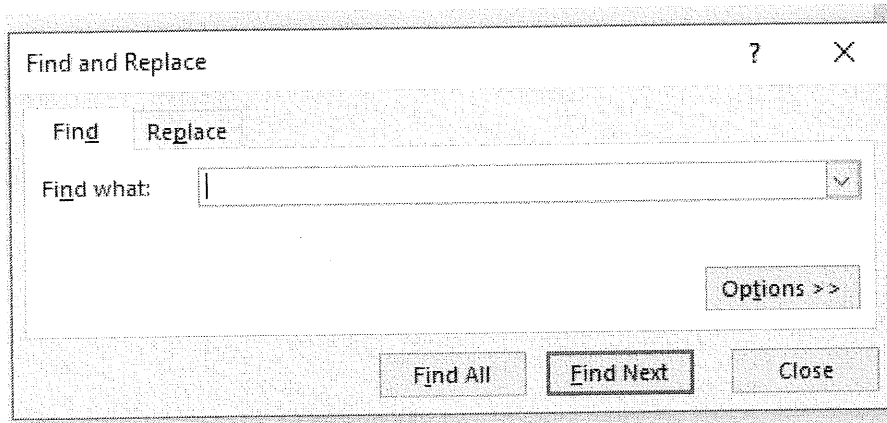 Find and Replace ? ×
Find Replace
Find what:
Options >>
Find All Find Next Close